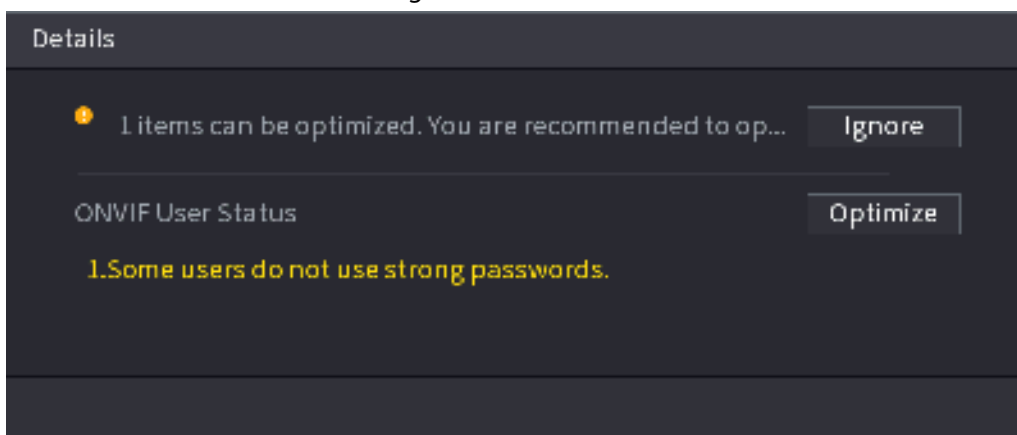 Details
1 items can be optimized. You are recommended to op... Ignore
ONVIF User Status Optimize
1.Some users do not use strong passwords.